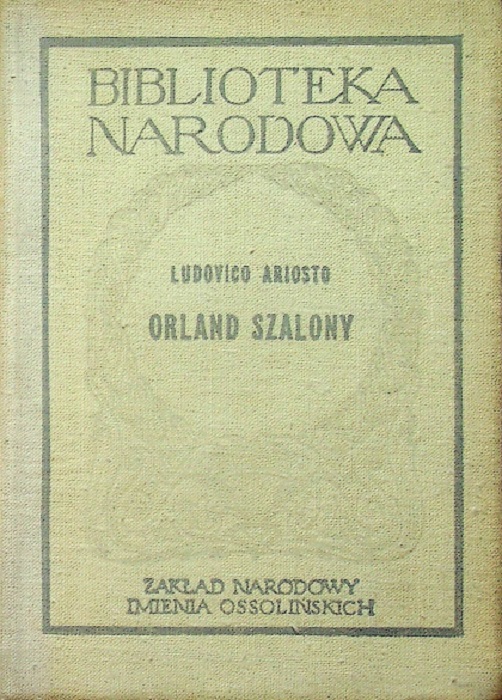 BIBLIOTEKA
NARODOWA
LUDOVICO ARIOSTO
ORLAND SZALONY
ZAKŁAD NARODOWY
IMIENIA OSSOLIŃSKICH